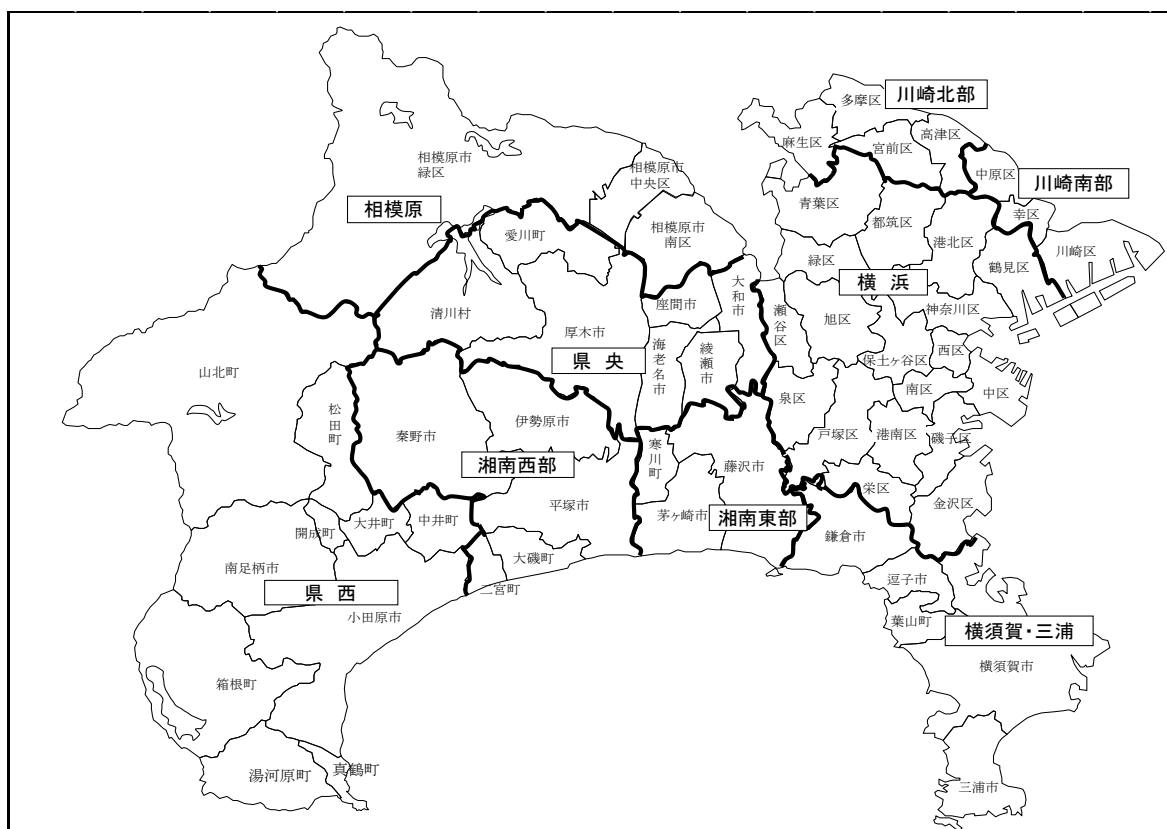 多摩区
川崎北部
高津区
麻生区
宮前区
中原区
川崎南部
相模原市
緑区
相模原市
中央区
相模原
青葉区
都筑区
幸区
川崎区
愛川町
相模原市
南区
港北区
鶴見区
緑区
横 浜
大和市
座間市
清川村
厚木市
瀬谷区
旭区
神奈川区
海老名市
綾瀬市
県 央
保土ヶ谷区
西区
山北町
松田町
泉区
南区
中区
秦野市
伊勢原市
戸塚区
港南区
磯子区
湘南西部
寒川町
藤沢市
栄区
金沢区
平塚市
茅ヶ崎市
湘南東部
大井町
中井町
開成町
鎌倉市
大磯町
南足柄市
県 西
二宮町
逗子市
小田原市
葉山町
横須賀・三浦
横須賀市
箱根町
湯河原町
真鶴町
三浦市